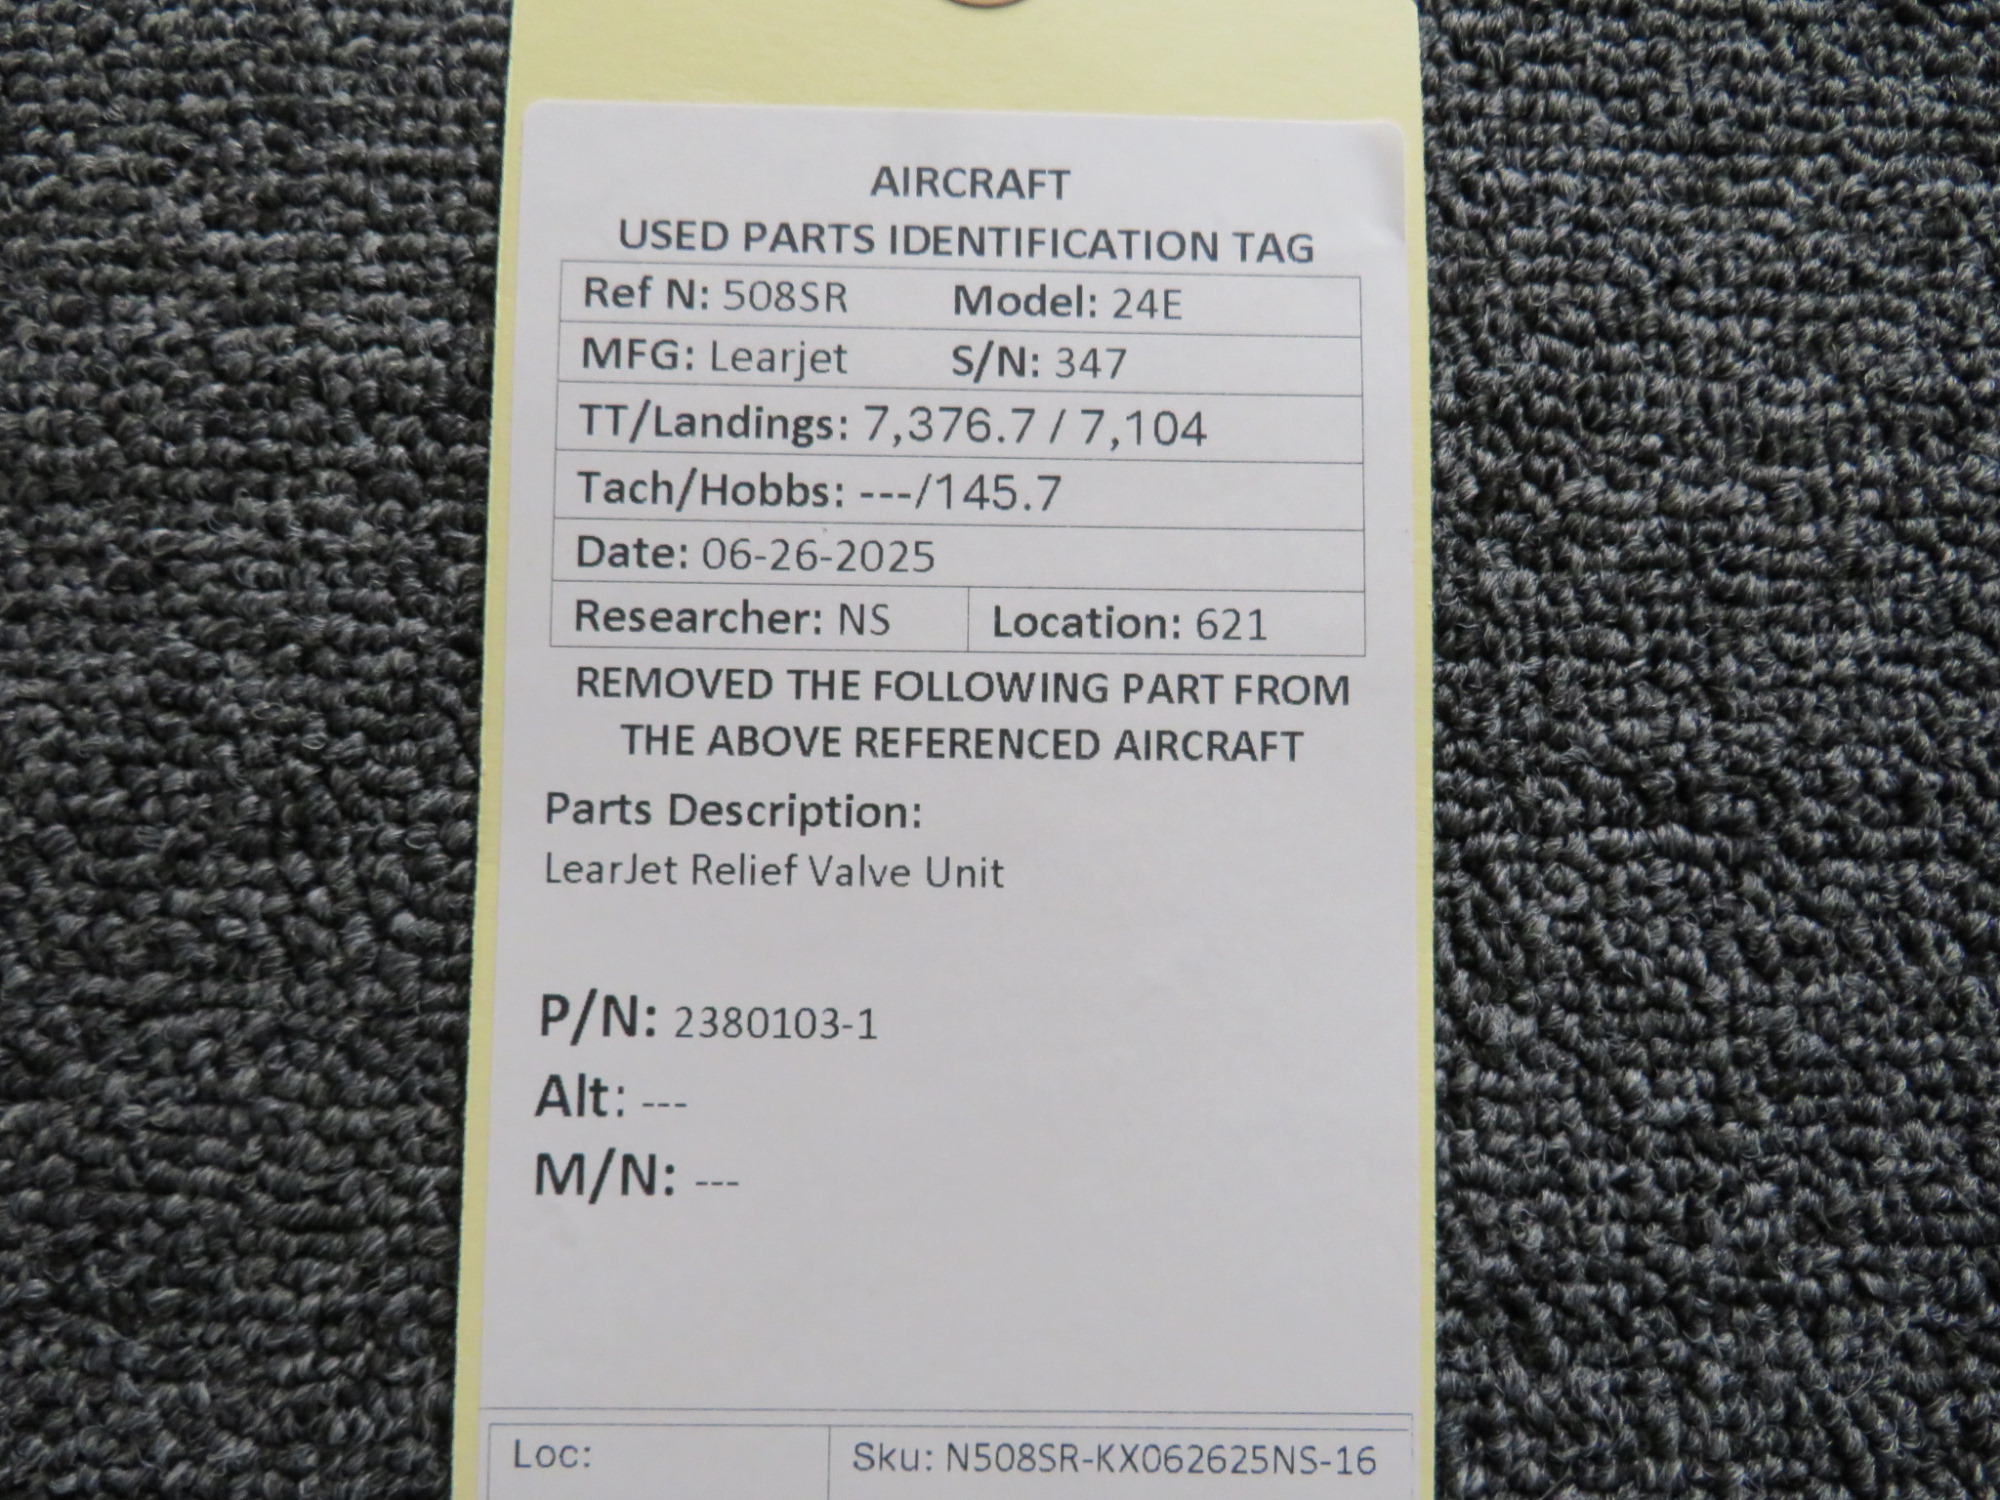 AIRCRAFT
USED PARTS IDENTIFICATION TAG
Ref N: 508SR Model: 24E
MFG: Learjet S/N: 347
TT/Landings: 7,376.7 / 7,104
Tach/Hobbs: ---/145.7
Date: 06-26-2025
Researcher: NS Location: 621
REMOVED THE FOLLOWING PART FROM
THE ABOVE REFERENCED AIRCRAFT
Parts Description:
LearJet Relief Valve Unit
P/N: 2380103-1
Alt: ---
M/N: ---
Loc: Sku: N508SR-KX062625NS-16